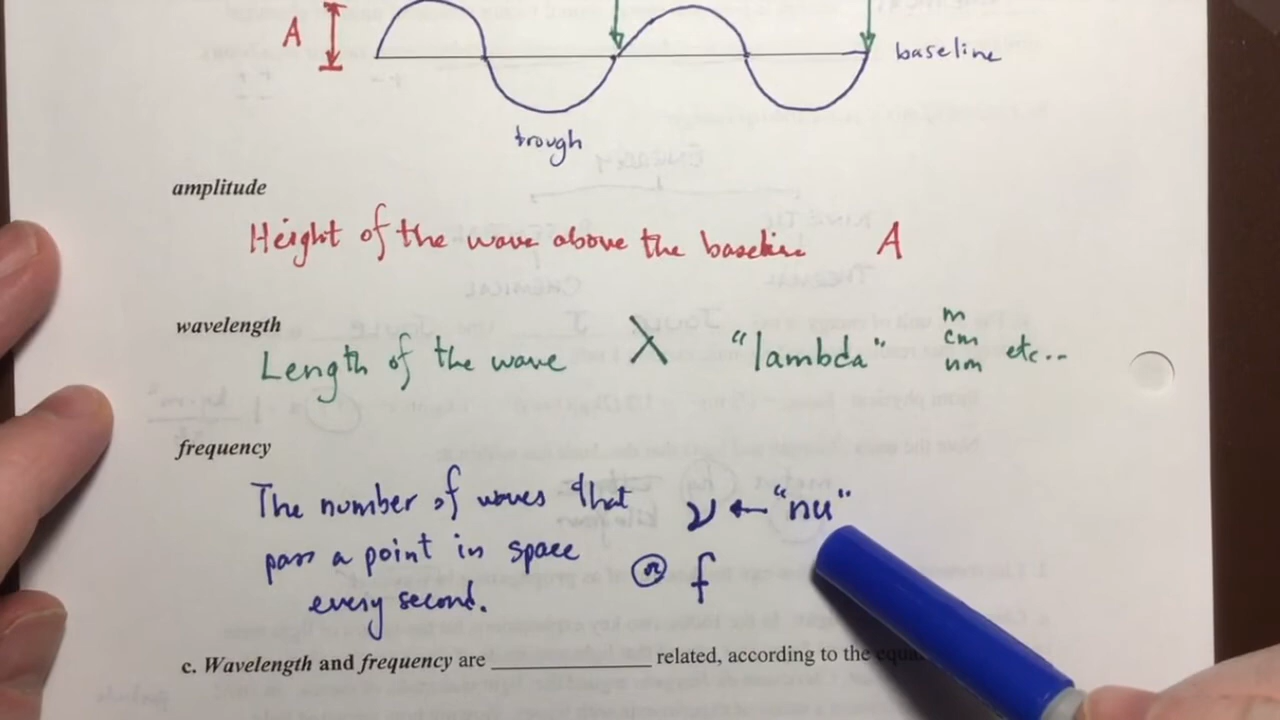 A
baseline
trough
amplitude
Height of the wave above the baseline A
wavelength
Length of the wave λ "lambda" m cm nm etc..
frequency
The number of waves that ν ← "nu"
pass a point in space or f
every second.
c. Wavelength and frequency are ____________ related, according to the